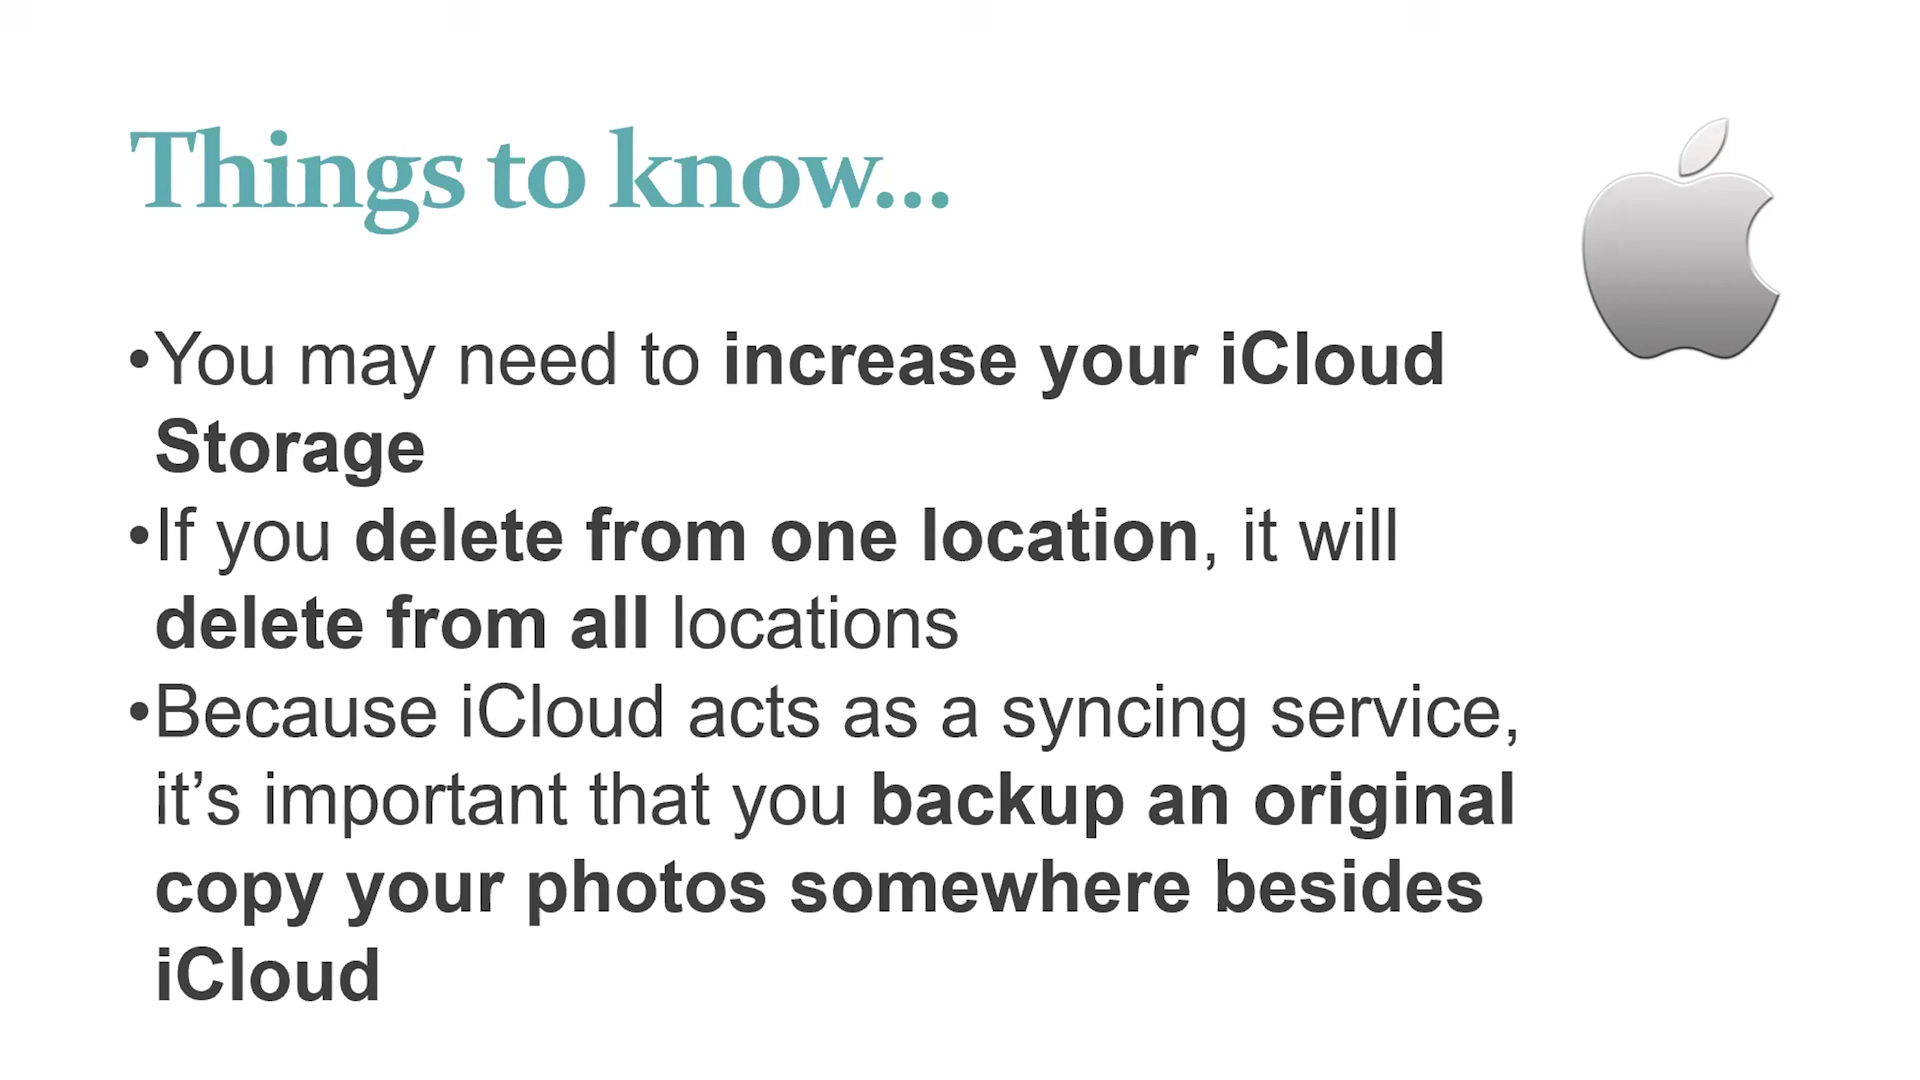 Things to know...
•You may need to increase your iCloud
Storage
•If you delete from one location, it will
delete from all locations
•Because iCloud acts as a syncing service,
it’s important that you backup an original
copy your photos somewhere besides
iCloud